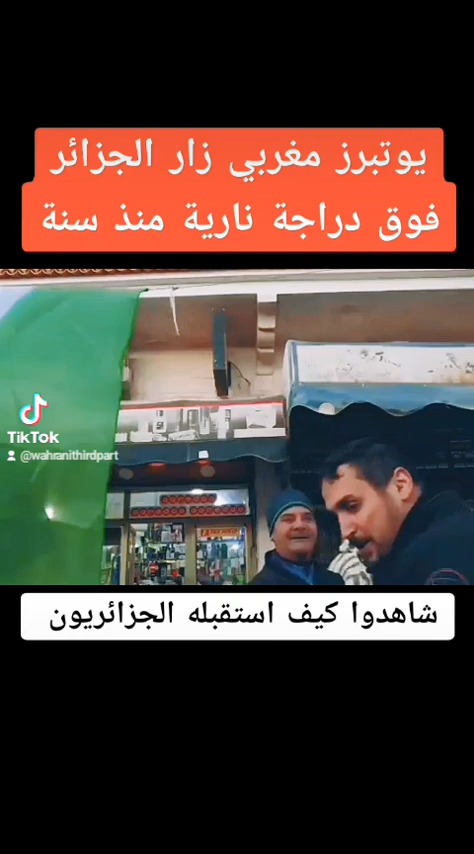 يوتبرز مغربي زار الجزائر
فوق دراجة نارية منذ سنة
TikTok
@wahranithirdpart
شاهدوا كيف استقبله الجزائريون